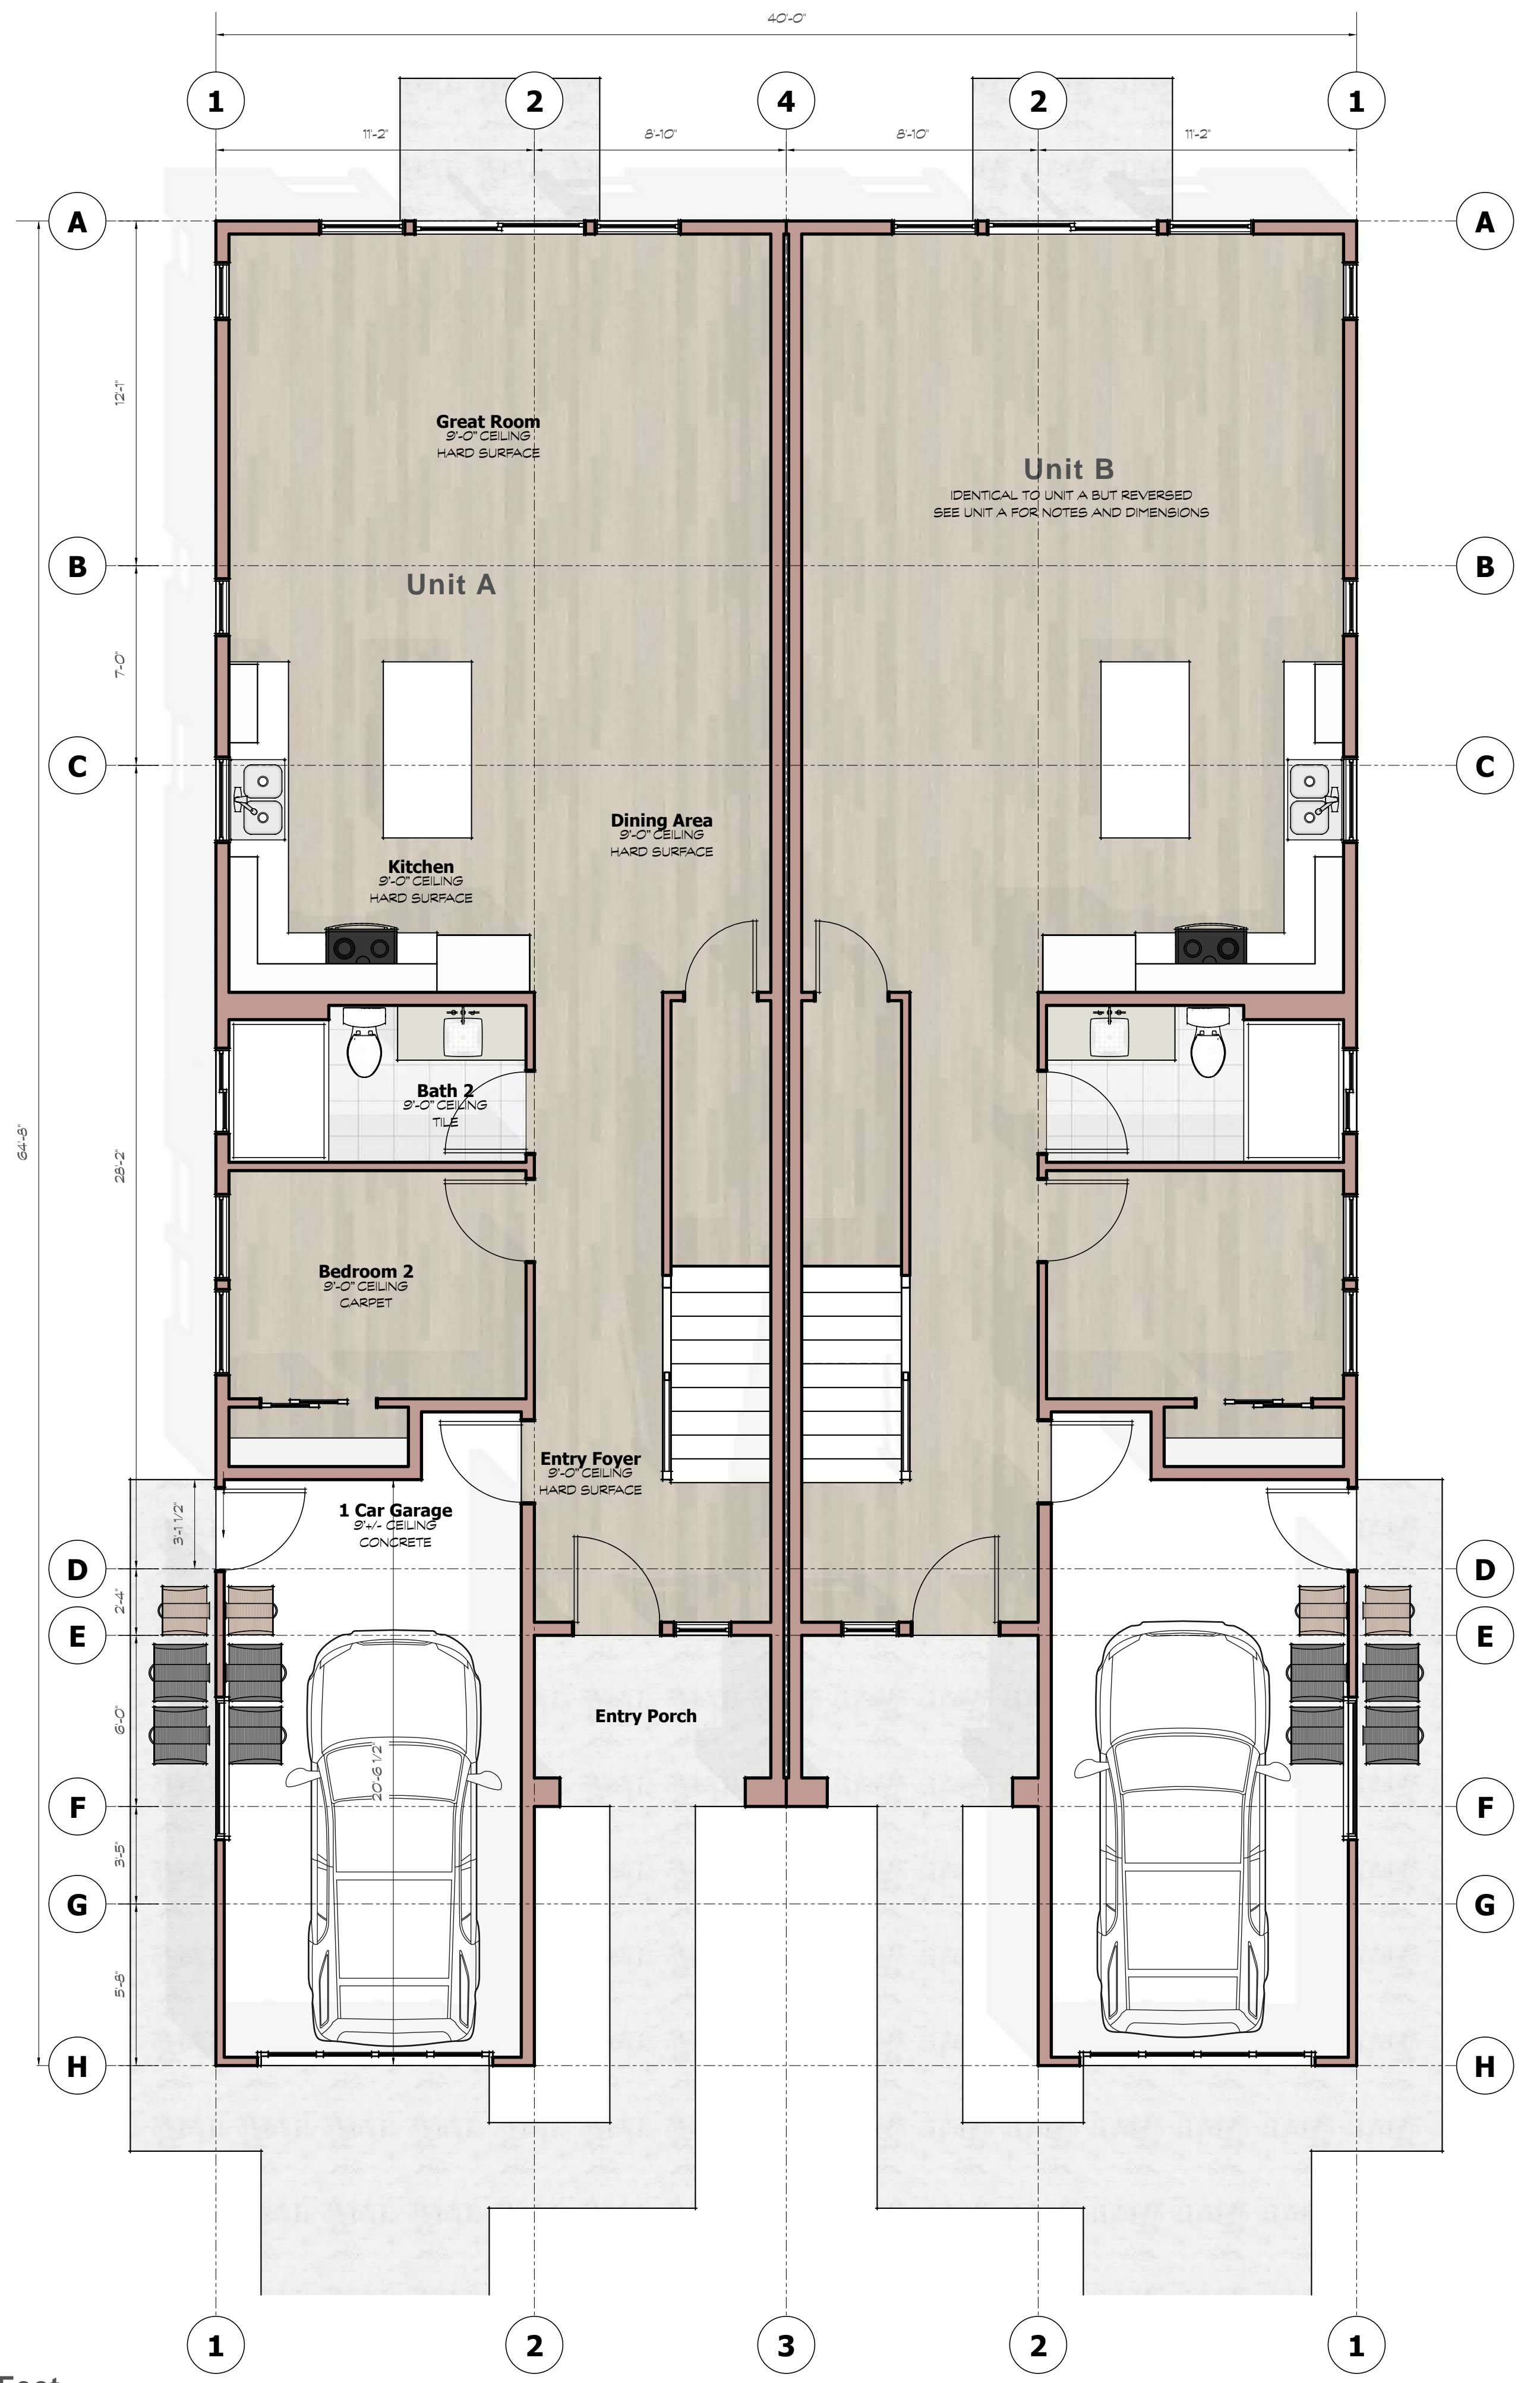 40'-0"
1
2
4
2
1
11'-2"
8'-10"
8'-10"
11'-2"
A
A
12'-1"
Great Room
9'-0" CEILING
HARD SURFACE
Unit B
IDENTICAL TO UNIT A BUT REVERSED
SEE UNIT A FOR NOTES AND DIMENSIONS
B
B
Unit A
7'-0"
C
C
Dining Area
9'-0" CEILING
HARD SURFACE
Kitchen
9'-0" CEILING
HARD SURFACE
Bath 2
9'-0" CEILING
TILE
64'-8"
28'-2"
Bedroom 2
9'-0" CEILING
CARPET
Entry Foyer
9'-0" CEILING
HARD SURFACE
1 Car Garage
9'+/- CEILING
CONCRETE
3'-1 1/2"
D
D
2'-4"
E
E
6'-0"
Entry Porch
20'-6 1/2"
F
F
3'-5"
G
G
5'-8"
H
H
1
2
3
2
1